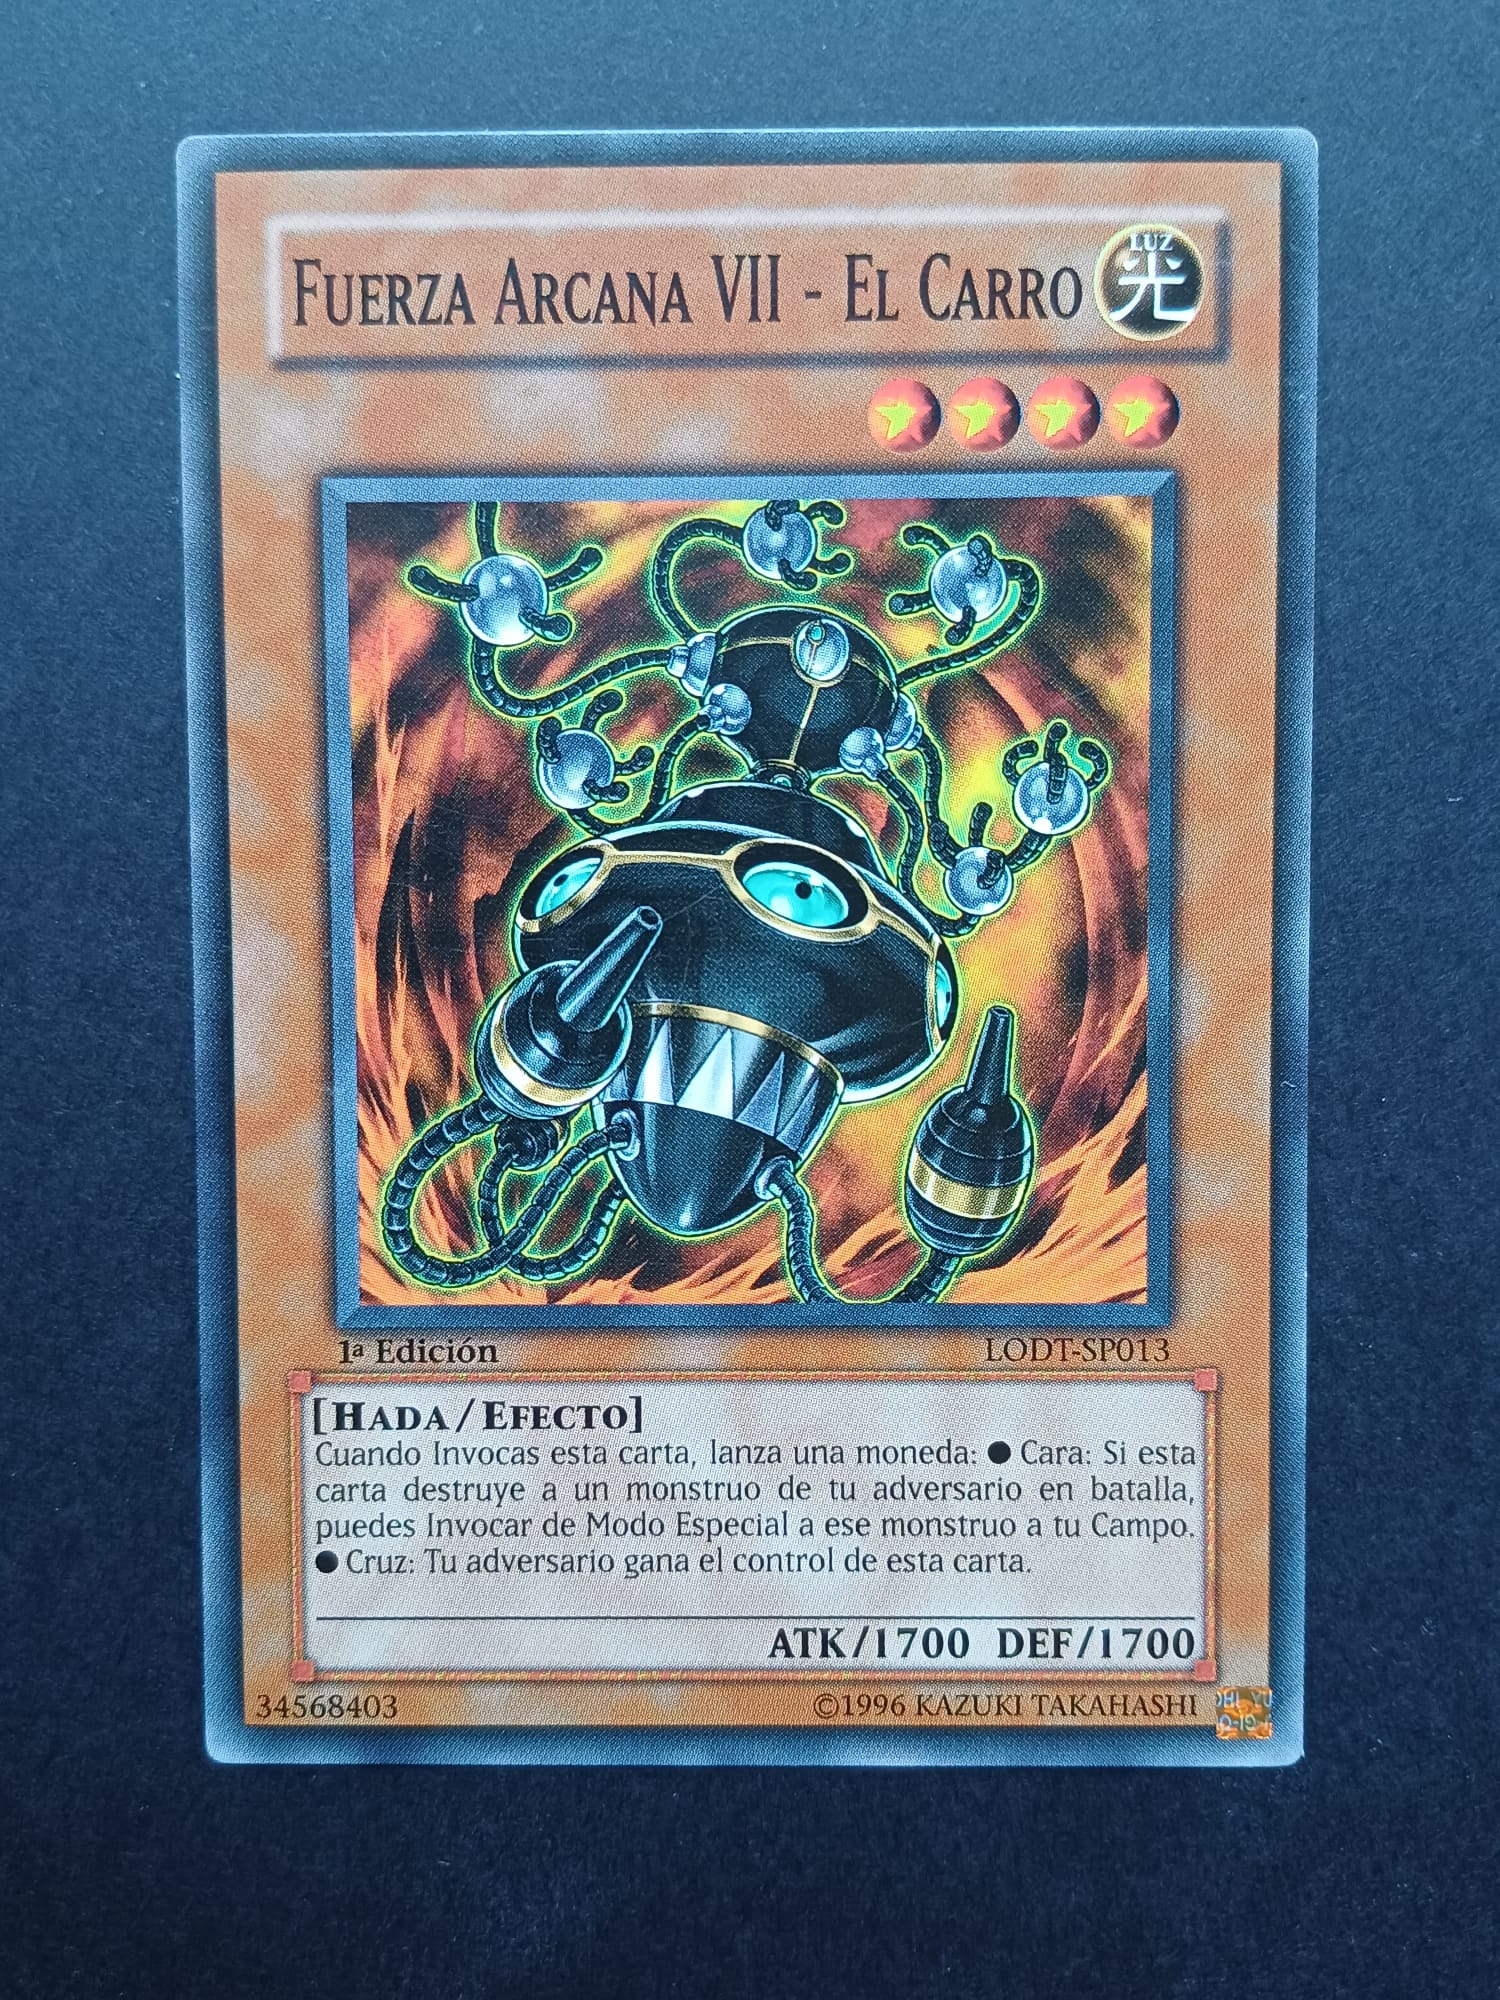 FUERZA ARCANA VII - EL CARRO
LUZ
光
1ª Edición
LODT-SP013
[HADA/EFECTO]
Cuando Invocas esta carta, lanza una moneda: ● Cara: Si esta
carta destruye a un monstruo de tu adversario en batalla,
puedes Invocar de Modo Especial a ese monstruo a tu Campo.
● Cruz: Tu adversario gana el control de esta carta.
ATK/1700 DEF/1700
34568403
©1996 KAZUKI TAKAHASHI